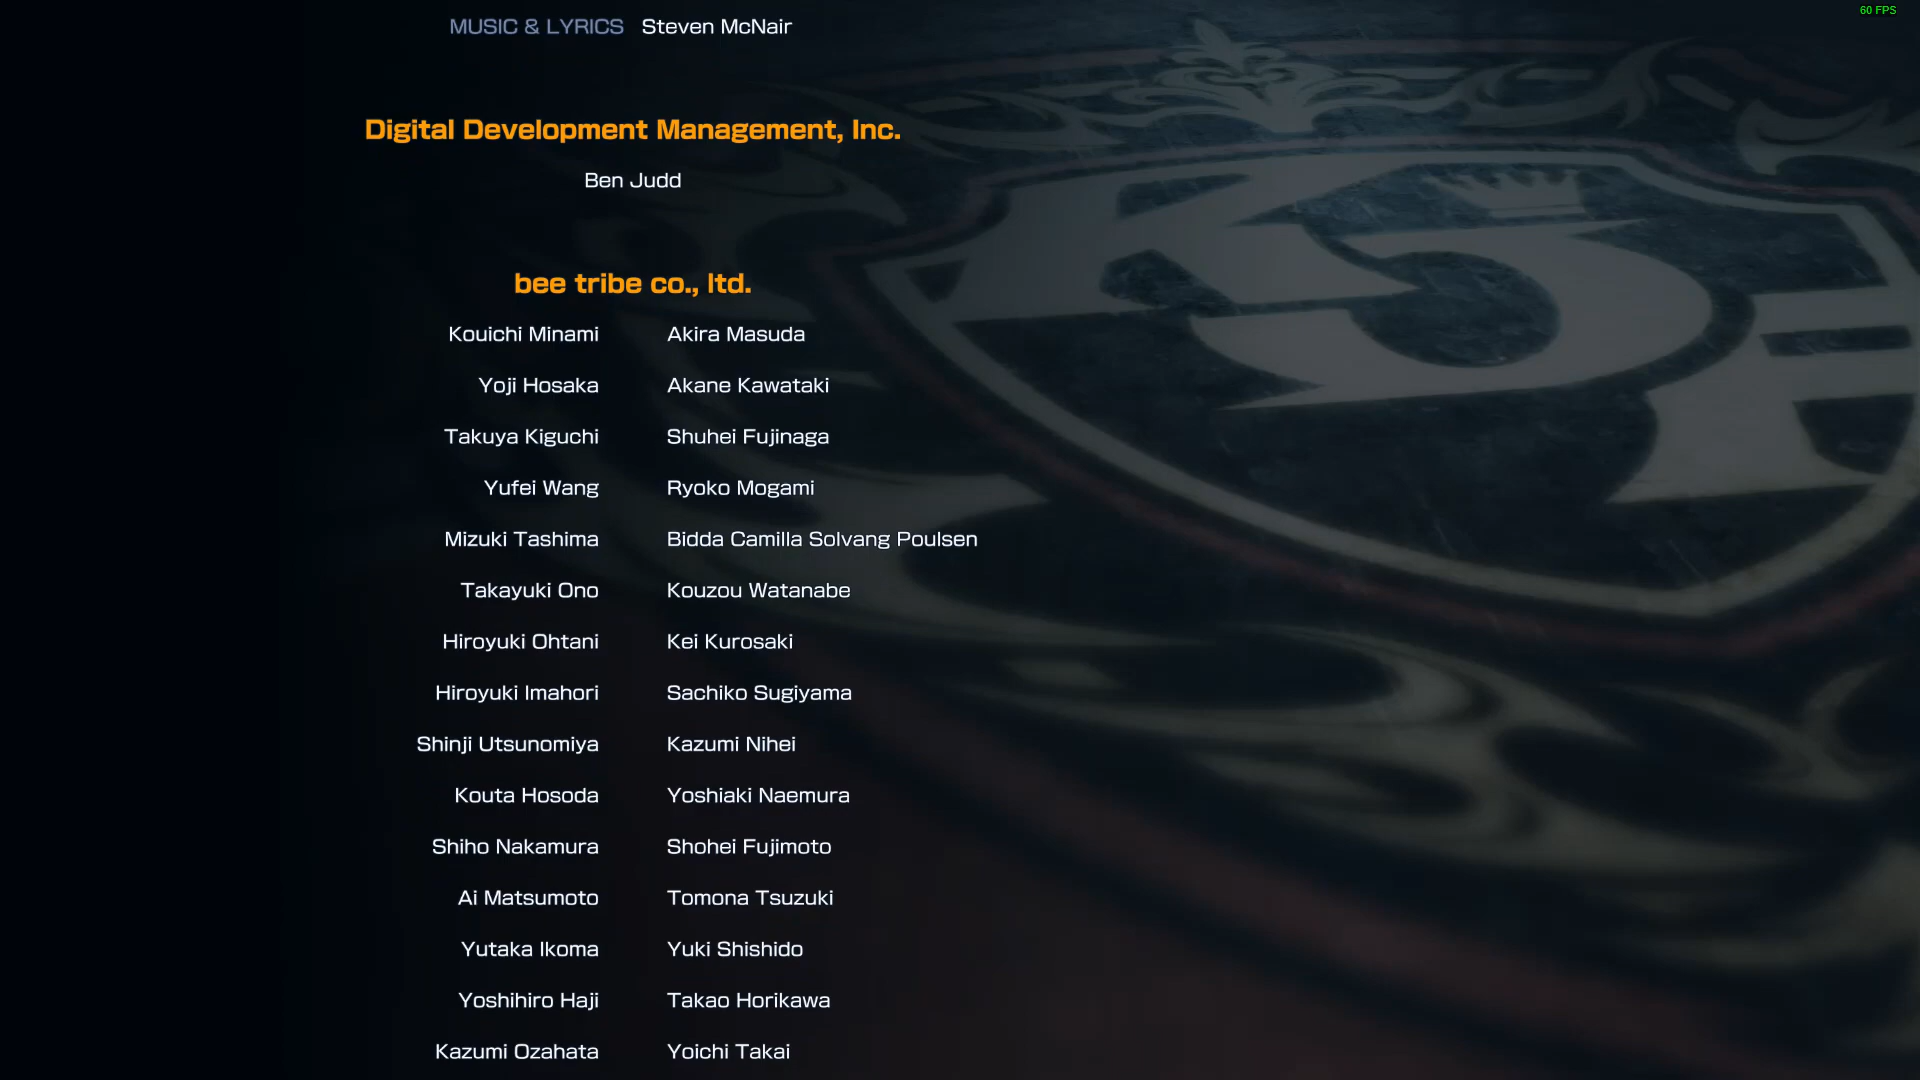 60 FPS
MUSIC & LYRICS Steven McNair
Digital Development Management, Inc.
Ben Judd
bee tribe co., ltd.
Kouichi Minami Akira Masuda
Yoji Hosaka Akane Kawataki
Takuya Kiguchi Shuhei Fujinaga
Yufei Wang Ryoko Mogami
Mizuki Tashima Bidda Camilla Solvang Poulsen
Takayuki Ono Kouzou Watanabe
Hiroyuki Ohtani Kei Kurosaki
Hiroyuki Imahori Sachiko Sugiyama
Shinji Utsunomiya Kazumi Nihei
Kouta Hosoda Yoshiaki Naemura
Shiho Nakamura Shohei Fujimoto
Ai Matsumoto Tomona Tsuzuki
Yutaka Ikoma Yuki Shishido
Yoshihiro Haji Takao Horikawa
Kazumi Ozahata Yoichi Takai